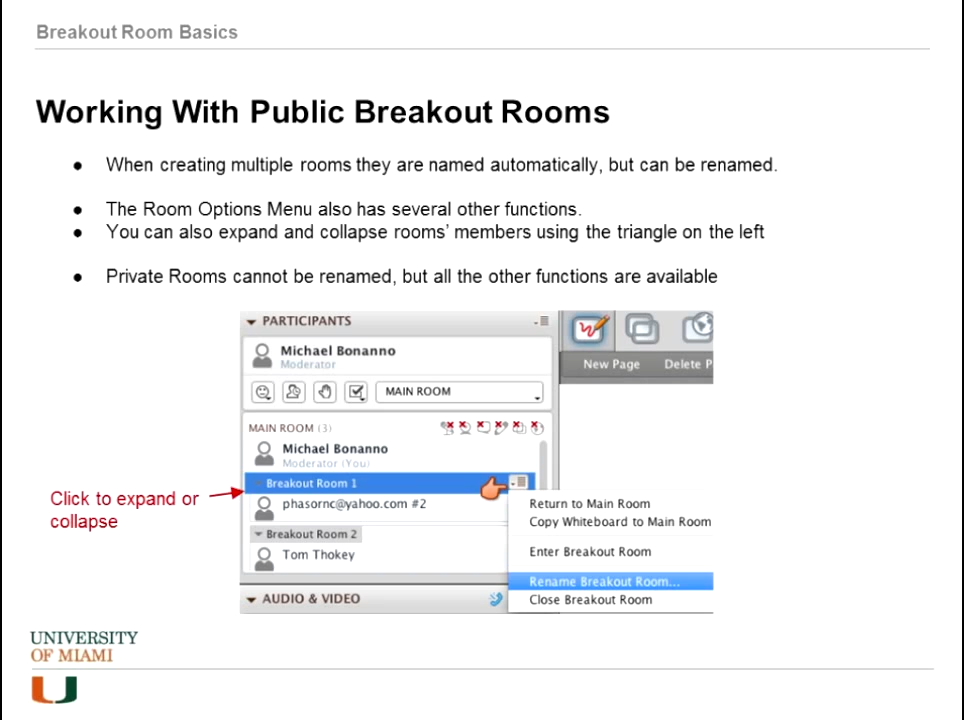 Breakout Room Basics
Working With Public Breakout Rooms
● When creating multiple rooms they are named automatically, but can be renamed.
● The Room Options Menu also has several other functions.
● You can also expand and collapse rooms' members using the triangle on the left
● Private Rooms cannot be renamed, but all the other functions are available
PARTICIPANTS
Michael Bonanno
Moderator
MAIN ROOM
New Page Delete P
MAIN ROOM (3)
Michael Bonanno
Moderator (You)
Breakout Room 1
phasornc@yahoo.com #2
Breakout Room 2
Tom Thokey
AUDIO & VIDEO
Click to expand or
collapse
Return to Main Room
Copy Whiteboard to Main Room
Enter Breakout Room
Rename Breakout Room...
Close Breakout Room
UNIVERSITY
OF MIAMI